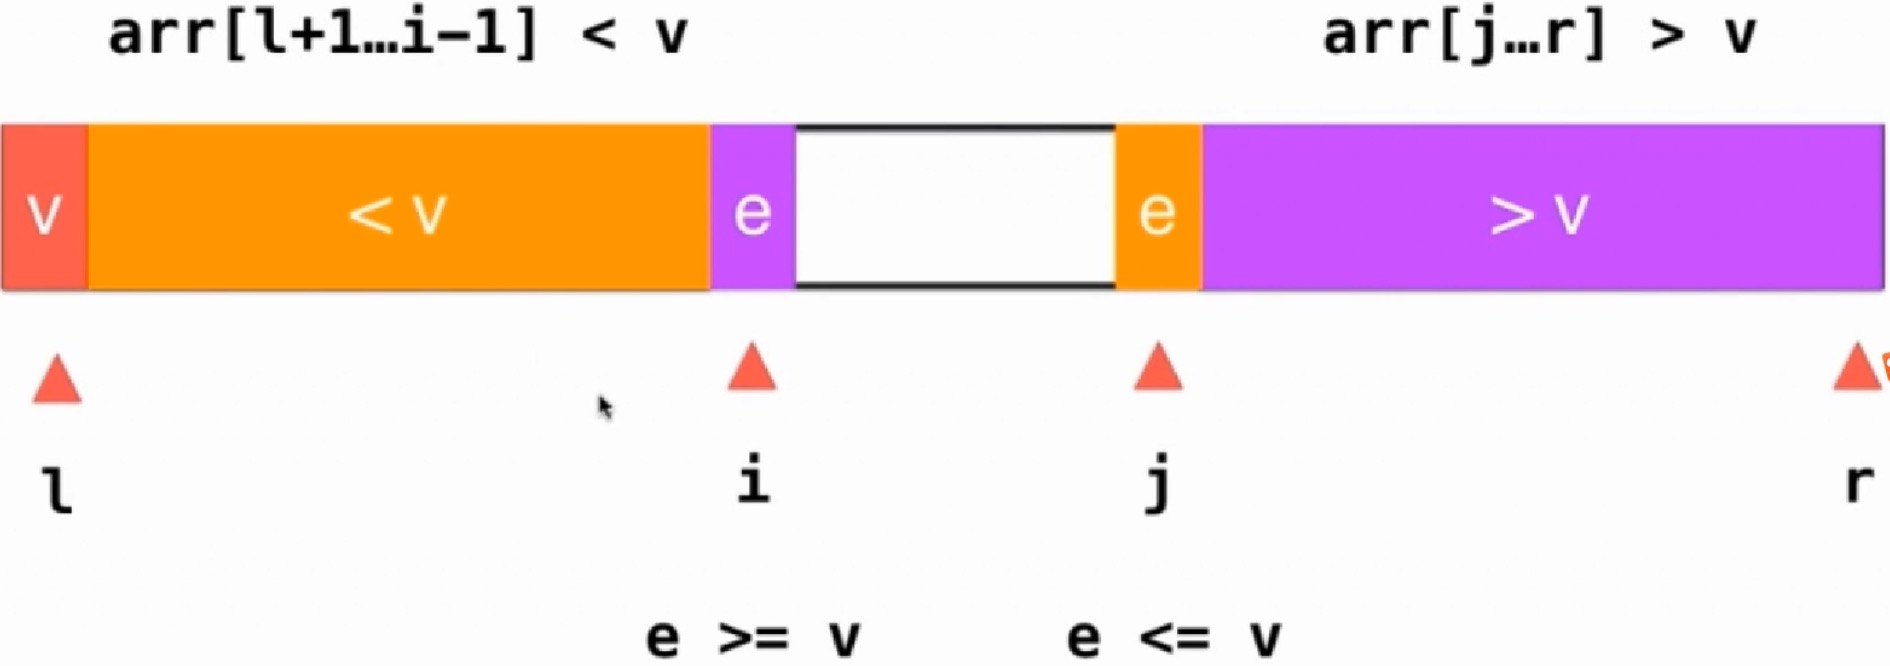 arr[l+1…i-1] < v arr[j…r] > v
v < v e e > v
l i j r
e >= v e <= v